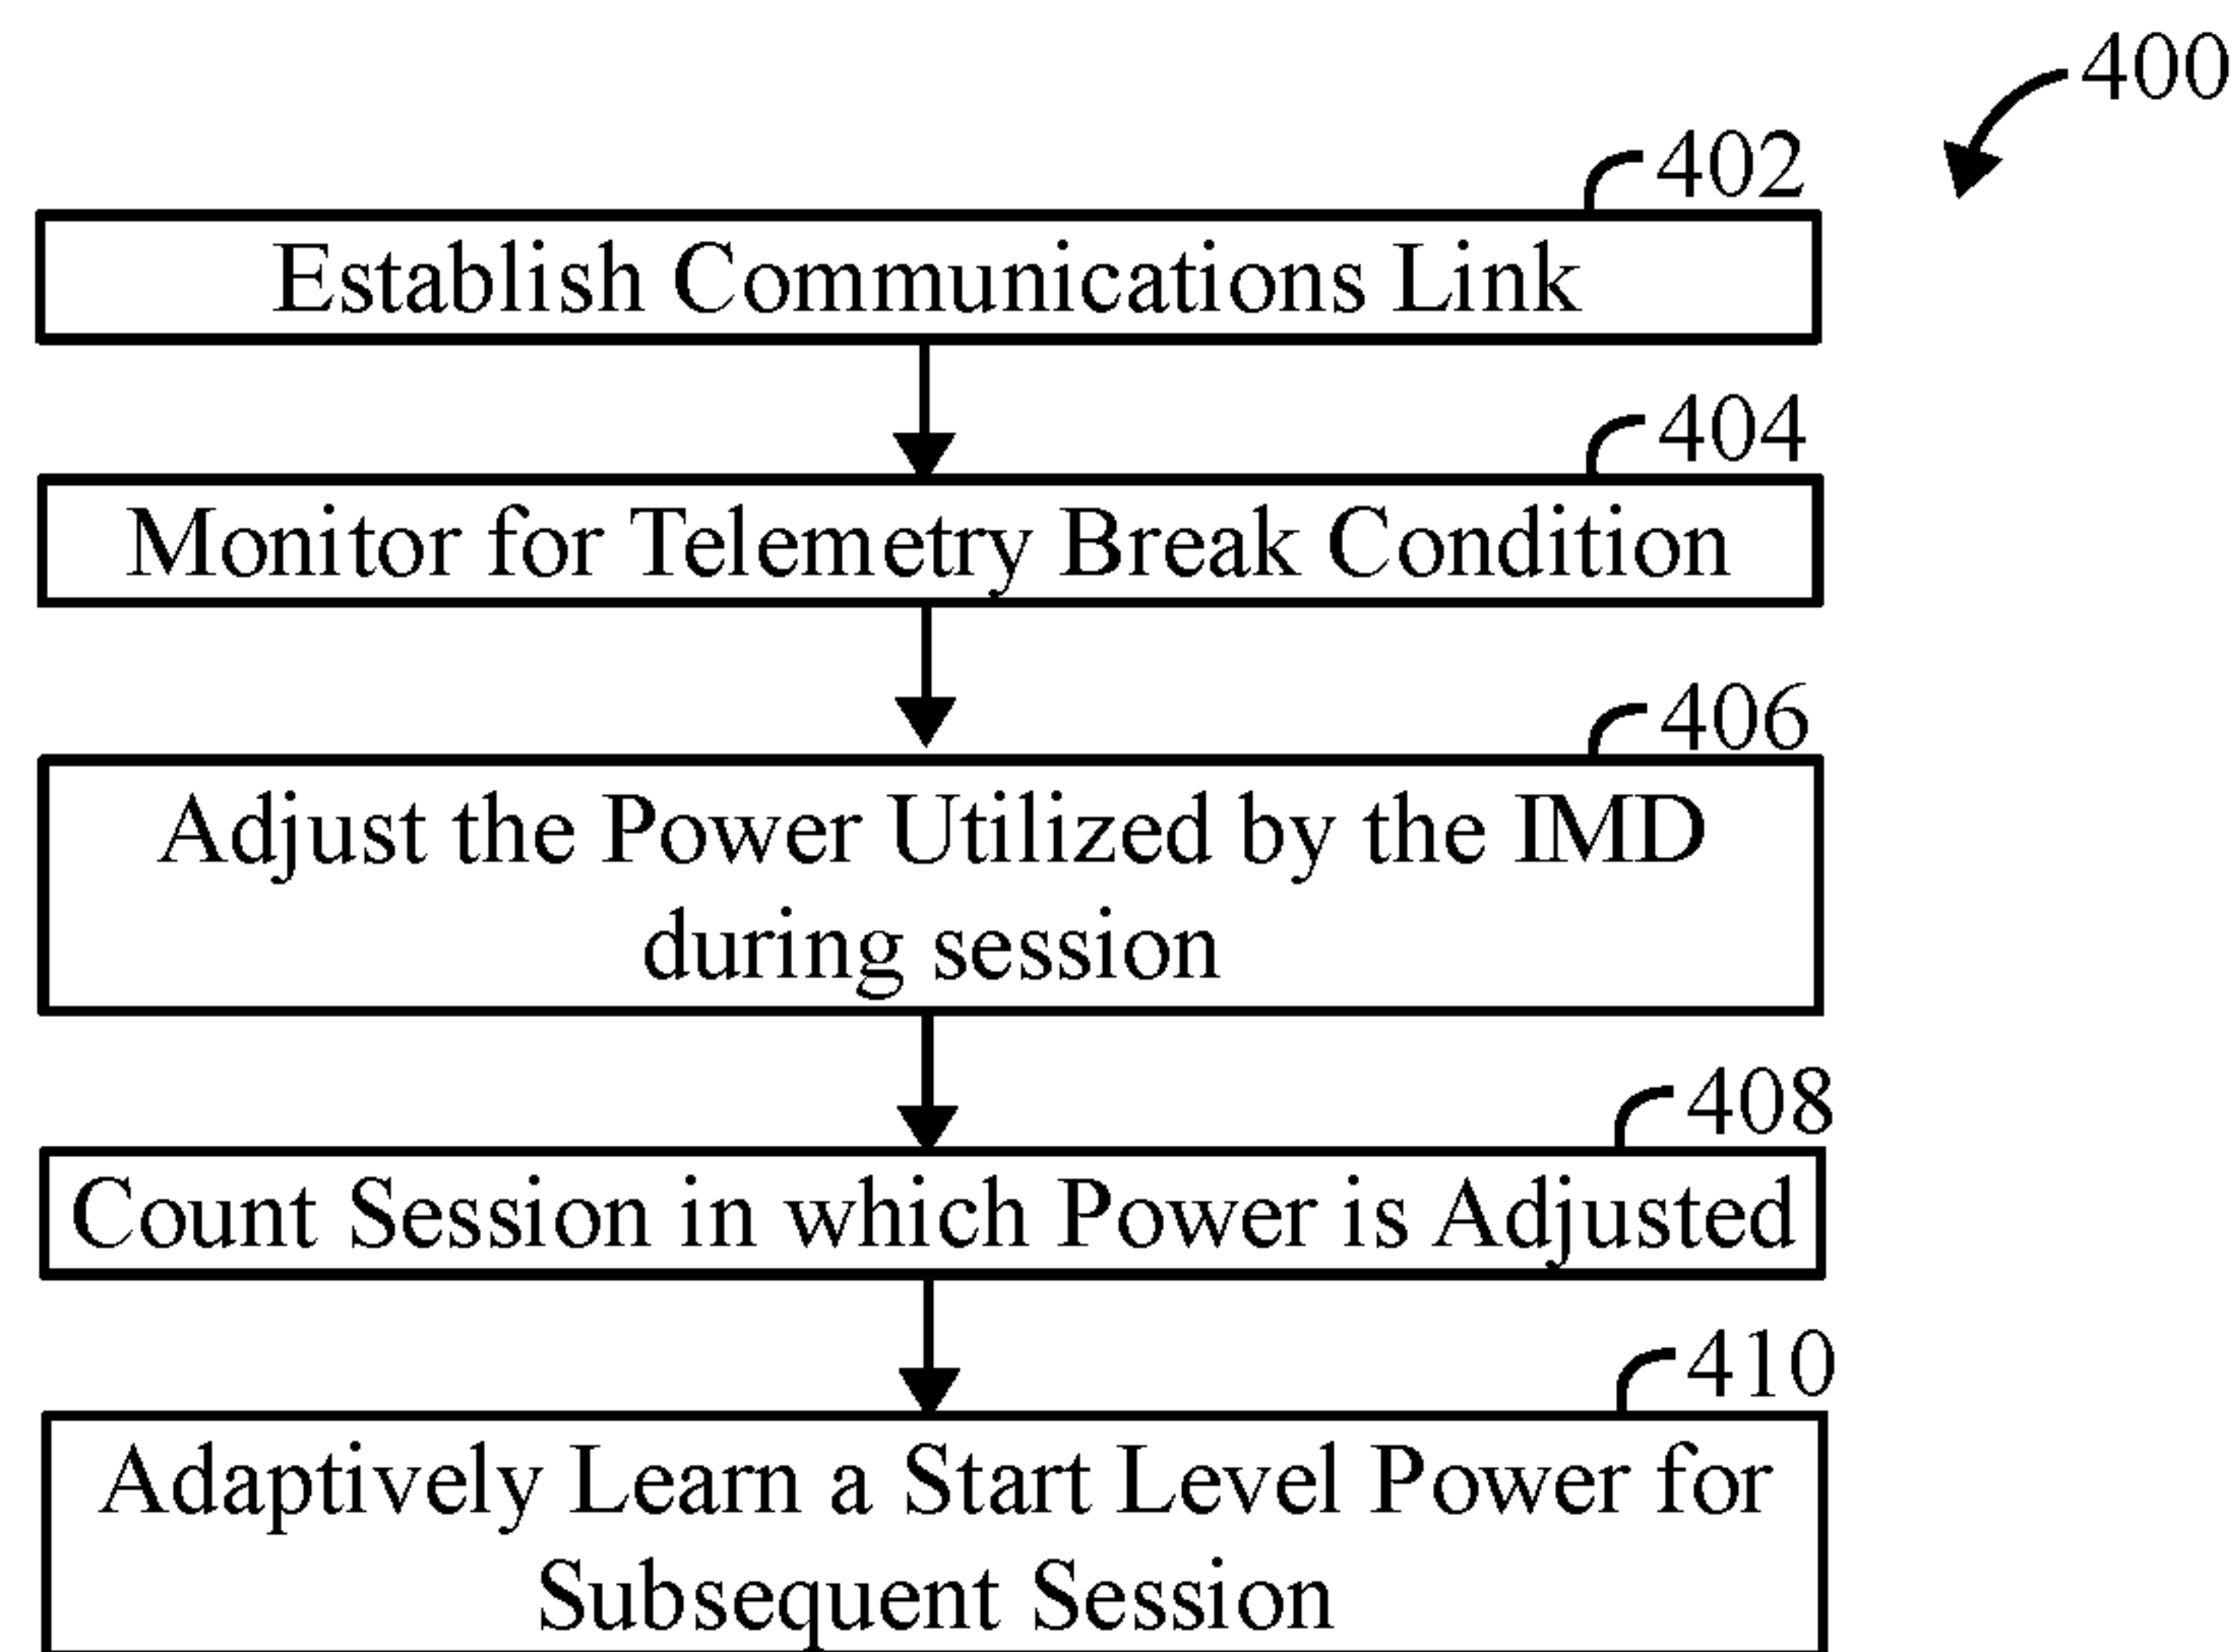 400
402
Establish Communications Link
404
Monitor for Telemetry Break Condition
406
Adjust the Power Utilized by the IMD
during session
408
Count Session in which Power is Adjusted
410
Adaptively Learn a Start Level Power for
Subsequent Session